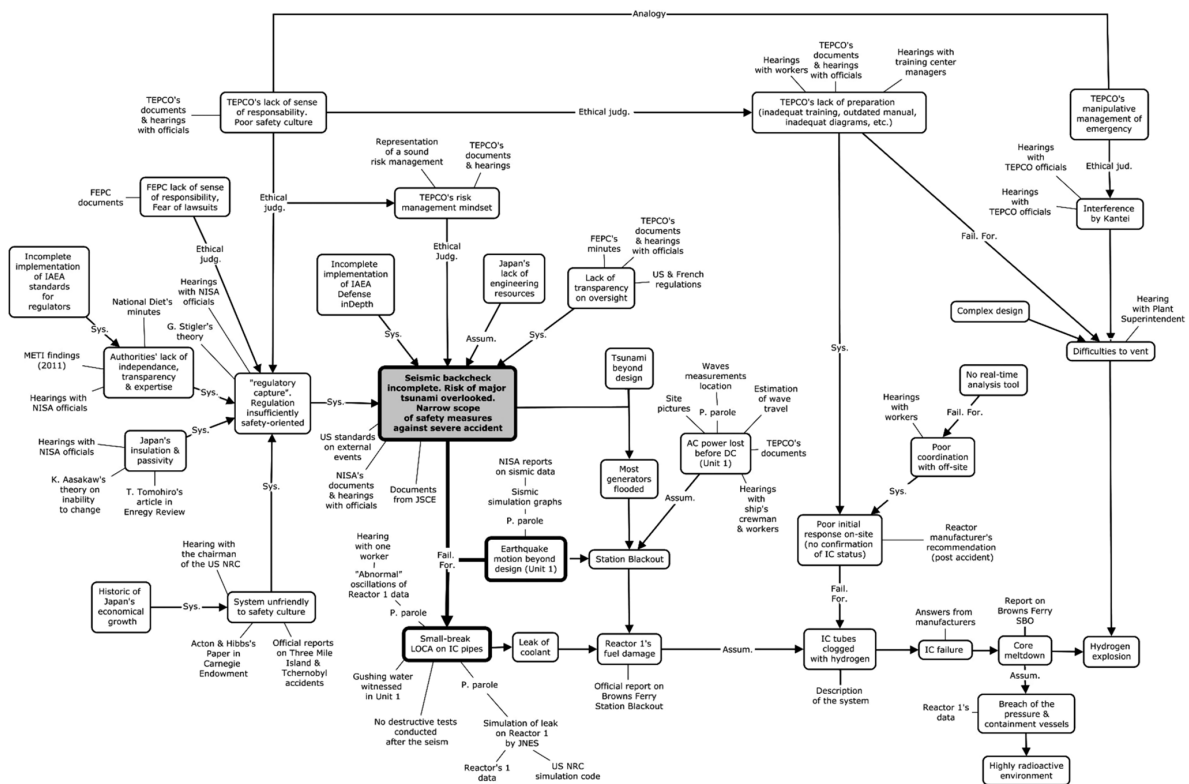 Analogy
TEPCO's
documents
& hearings
with officials
TEPCO's lack of sense
of responsability.
Poor safety culture
Ethical judg.
Hearings
with workers
TEPCO's
documents
& hearings
with officials
Hearings with
training center
managers
TEPCO's lack of preparation
(inadequat training, outdated manual,
inadequat diagrams, etc.)
TEPCO's
manipulative
management of
emergency
Hearings
with
TEPCO officials
Ethical jud.
Hearings
with
TEPCO officials
Interference
by Kantei
FEPC
documents
FEPC lack of sense
of responsibility,
Fear of lawsuits
Ethical
judg.
Ethical
judg.
Representation
of a sound
risk management
TEPCO's
documents
& hearings
TEPCO's risk
management mindset
Ethical
Judg.
Fail. For.
Incomplete
implementation
of IAEA
standards
for
regulators
Sys.
National Diet's
minutes
Hearings
with NISA
officials
G. Stigler's
theory
METI findings
(2011)
Authorities' lack of
independence,
transparency
& expertise
Hearings with
NISA officials
Sys.
"regulatory
capture".
Regulation
insufficiently
safety-oriented
Sys.
Incomplete
implementation
of IAEA
Defense
inDepth
Sys.
Japan's
lack of
engineering
resources
Assum.
FEPC's
minutes
TEPCO's
documents
& hearings
with officials
US & French
regulations
Lack of
transparency
on oversight
Sys.
Complex design
Hearing
with Plant
Superintendent
Difficulties to vent
Sys.
Seismic backcheck
incomplete. Risk of major
tsunami overlooked.
Narrow scope
of safety measures
against severe accident
Tsunami
beyond
design
Waves
measurements
location
Site
pictures
P. parole
Estimation
of wave
travel
AC power lost
before DC (Unit 1)
TEPCO's
documents
Hearings
with
ship's
crewman
& workers
Assum.
No real-time
analysis tool
Fail. For.
Hearings
with
workers
Poor
coordination
with off-site
Sys.
Hearings with
NISA officials
Japan's
insulation &
passivity
Sys.
K. Aasakaw's
theory on
inability
to change
T. Tomohiro's
article in
Enregy Review
Sys.
US standards
on external
events
NISA's
documents
& hearings
with officials
Documents
from JSCE
NISA reports
on sismic data
Sismic
simulation graphs
P. parole
Most
generators
flooded
Poor initial
response on-site
(no confirmation
of IC status)
Reactor
manufacturer's
recommendation
(post accident)
Hearing with
the chairman
of the US NRC
Hearing
with one
worker
"Abnormal"
oscillations of
Reactor 1 data
P. parole
Fail.
For.
Earthquake
motion beyond
design (Unit 1)
Station Blackout
Fail.
For.
Historic of
Japan's
economical
growth
Sys.
System unfriendly
to safety culture
Acton & Hibbs's
Paper in
Carnegie
Endowment
Official reports
on Three Mile
Island &
Tchernobyl
accidents
Small-break
LOCA on IC pipes
Leak of
coolant
Reactor 1's
fuel damage
Assum.
IC tubes
clogged
with hydrogen
Answers from
manufacturers
IC failure
Report on
Browns Ferry
SBO
Core
meltdown
Hydrogen
explosion
Gushing water
witnessed
in Unit 1
P. parole
Official report on
Browns Ferry
Station Blackout
Description
of the system
Assum.
No destructive tests
conducted
after the seism
Simulation of leak
on Reactor 1
by JNES
Reactor's 1
data
US NRC
simulation code
Reactor 1's
data
Breach of the
pressure &
containment vessels
Highly radioactive
environment